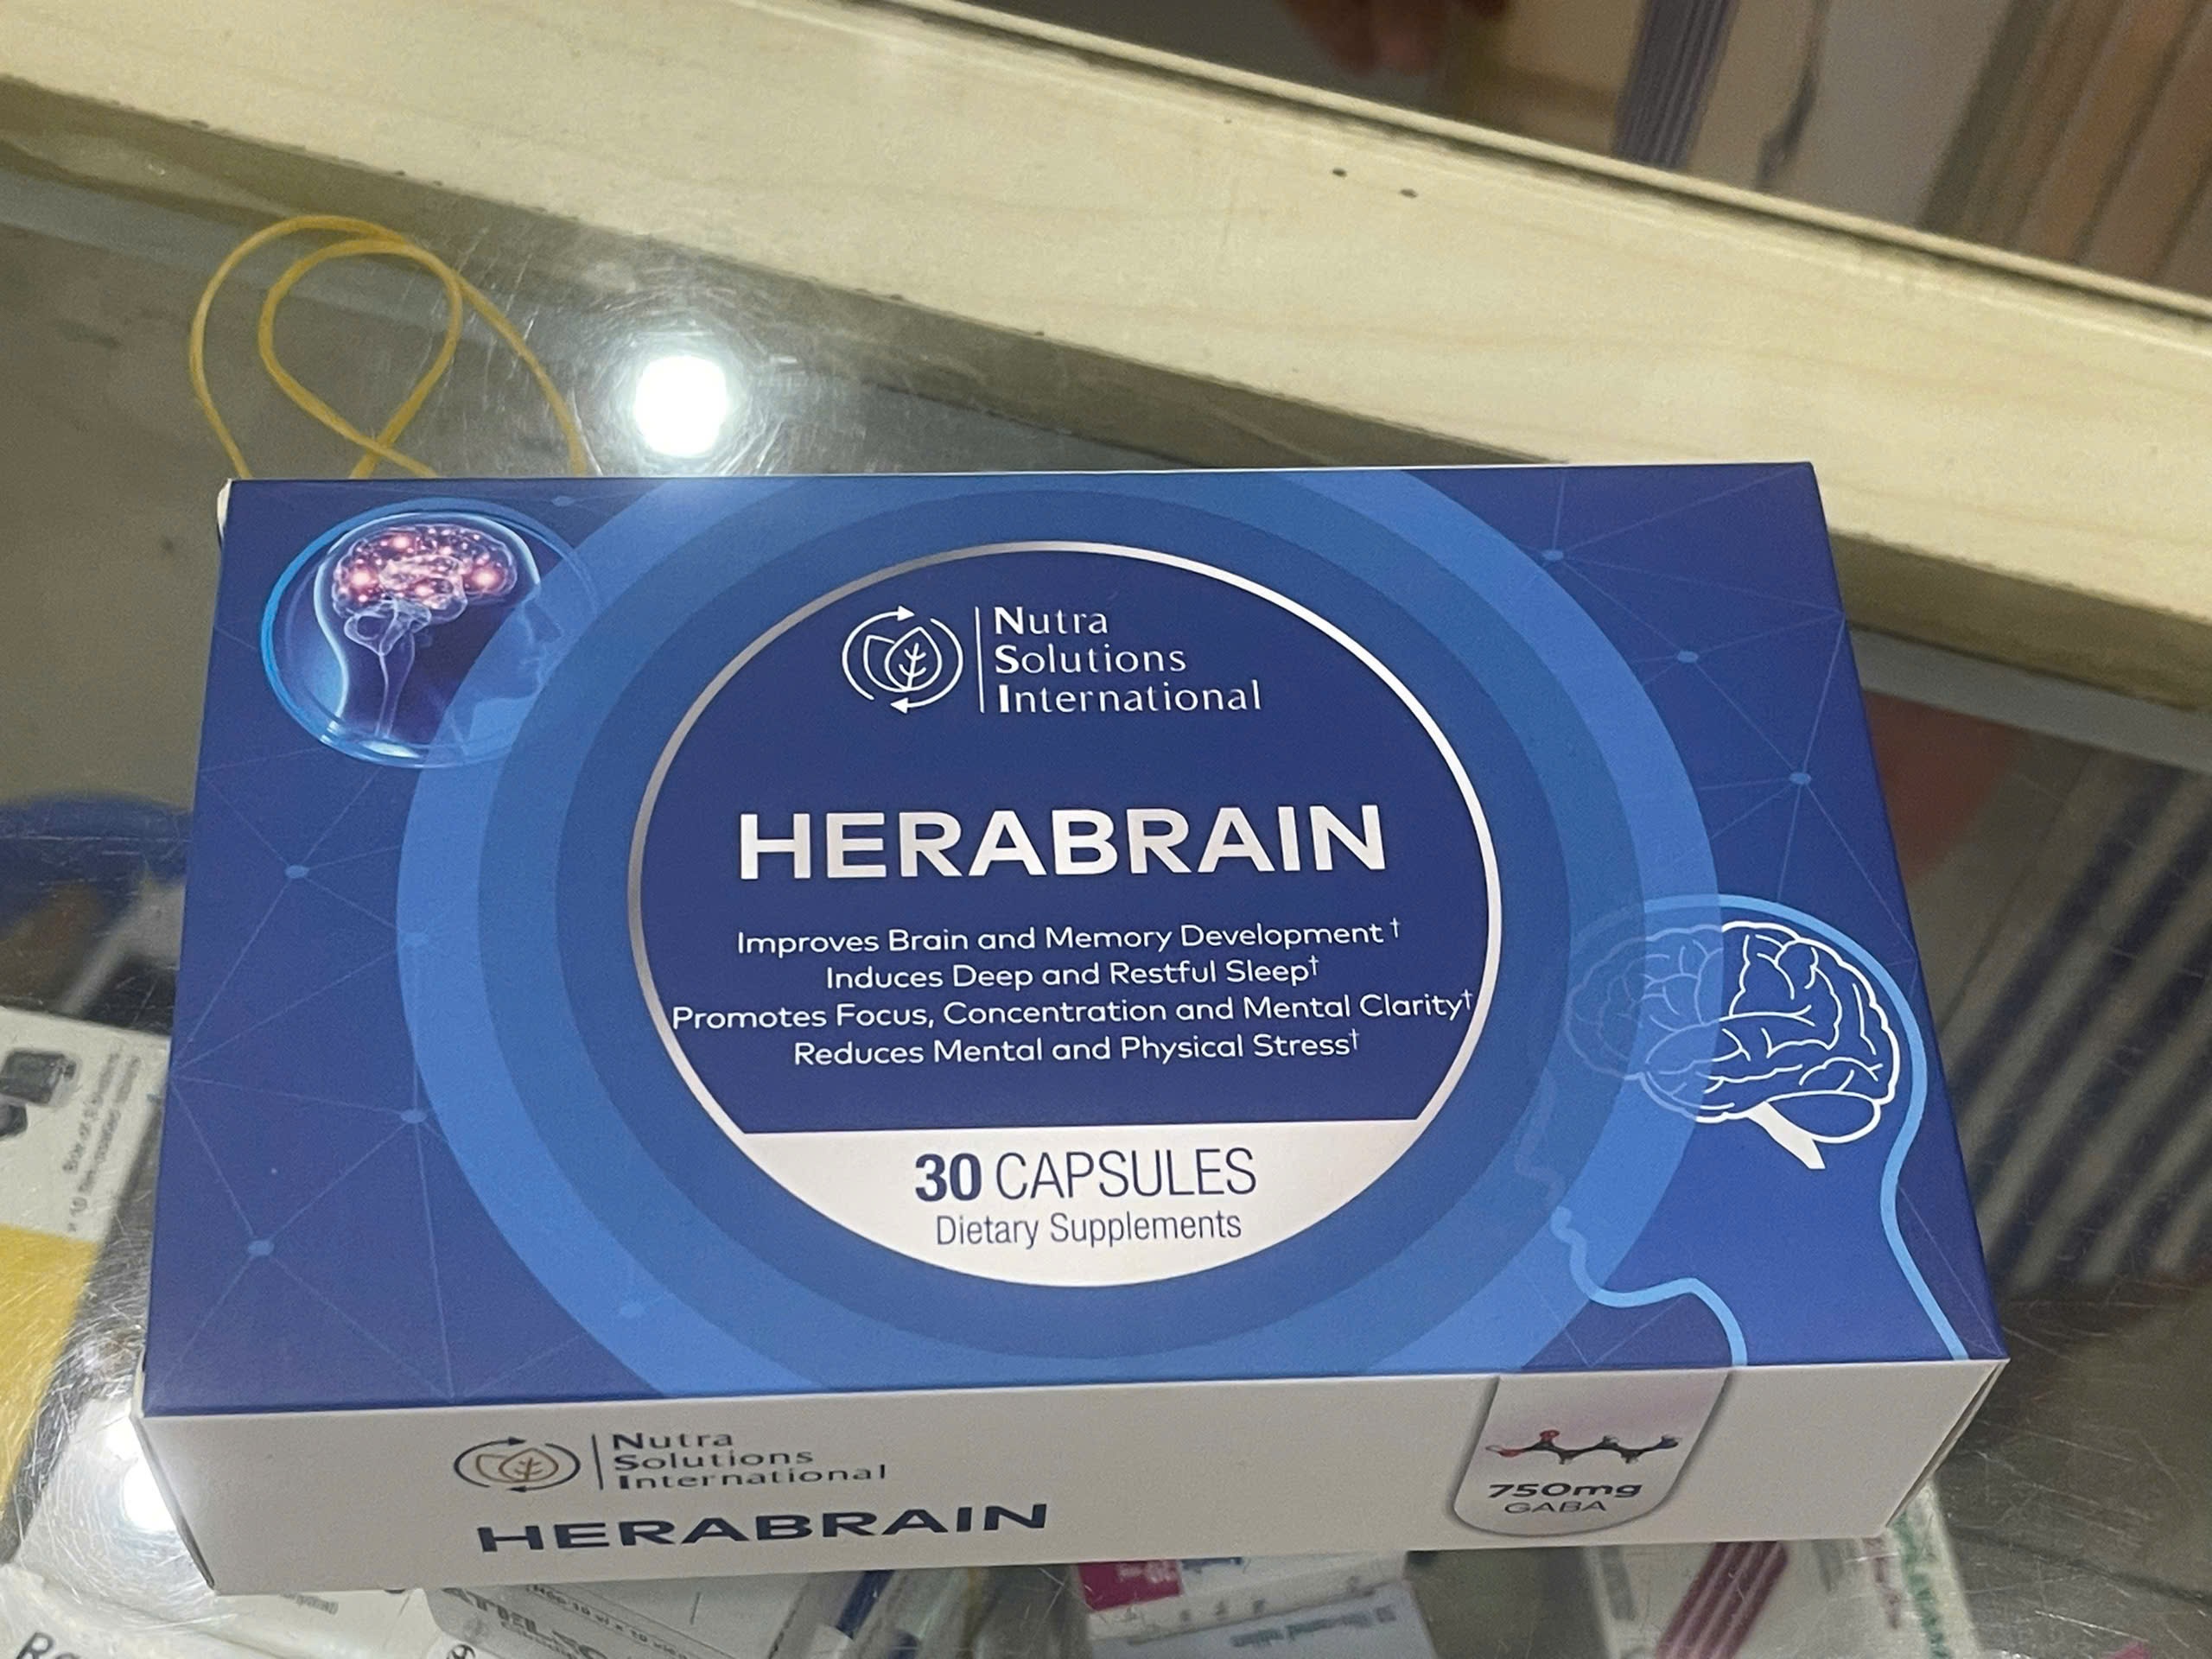 Nutra
Solutions
International
HERABRAIN
Improves Brain and Memory Development †
Induces Deep and Restful Sleep†
Promotes Focus, Concentration and Mental Clarity†
Reduces Mental and Physical Stress†
30 CAPSULES
Dietary Supplements
Nutra
Solutions
International
HERABRAIN
750mg
GABA